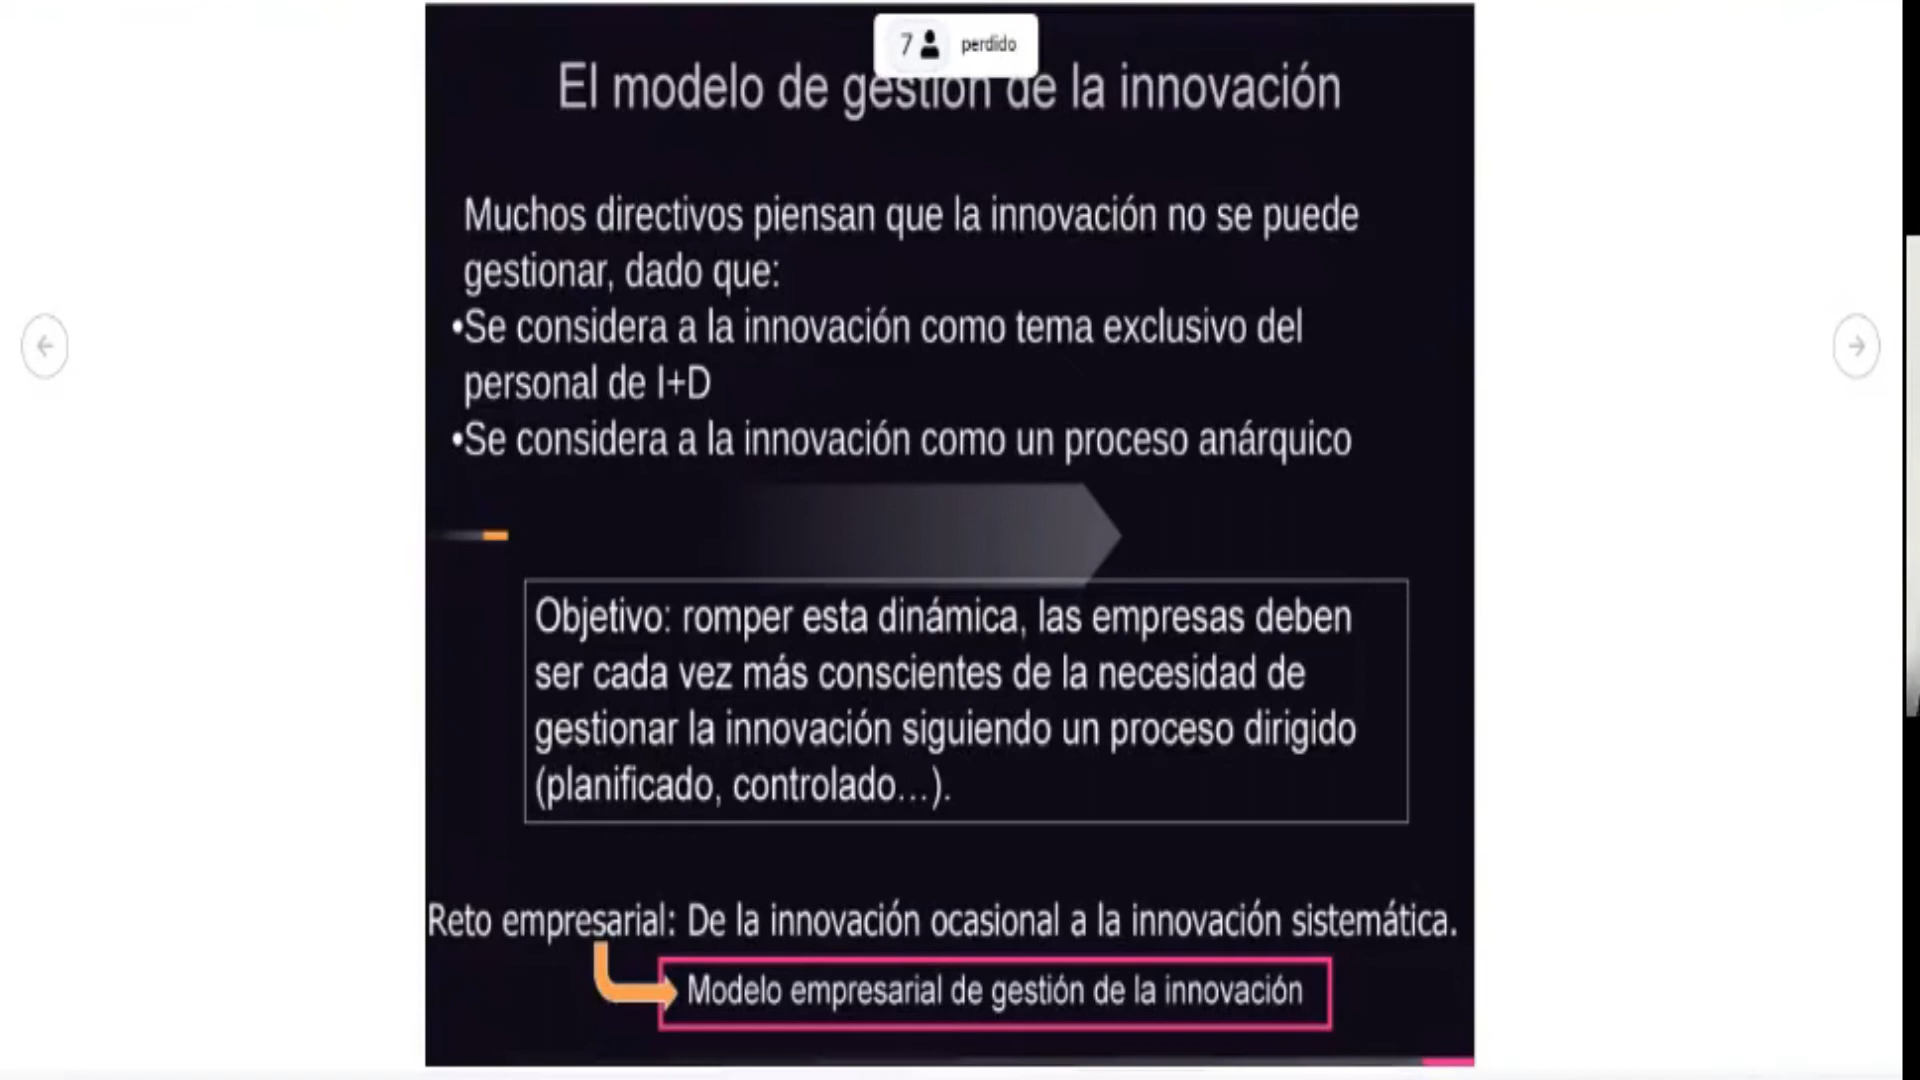 7 perdido
El modelo de gestión de la innovación
Muchos directivos piensan que la innovación no se puede
gestionar, dado que:
•Se considera a la innovación como tema exclusivo del
personal de I+D
•Se considera a la innovación como un proceso anárquico
Objetivo: romper esta dinámica, las empresas deben
ser cada vez más conscientes de la necesidad de
gestionar la innovación siguiendo un proceso dirigido
(planificado, controlado…).
Reto empresarial: De la innovación ocasional a la innovación sistemática.
Modelo empresarial de gestión de la innovación